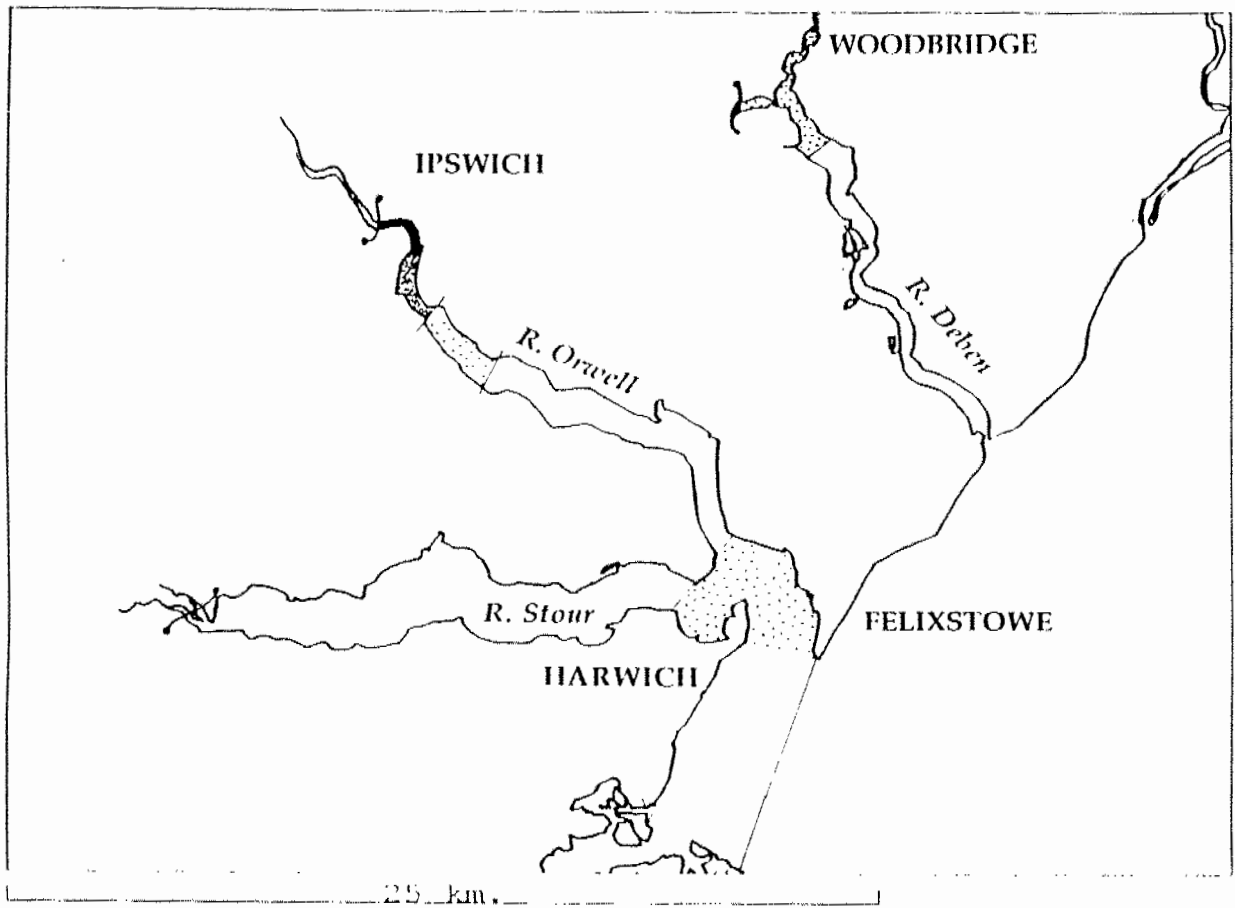 WOODBRIDGE
IPSWICH
R. Deben
R. Orwell
R. Stour
FELIXSTOWE
HARWICH
25 km.